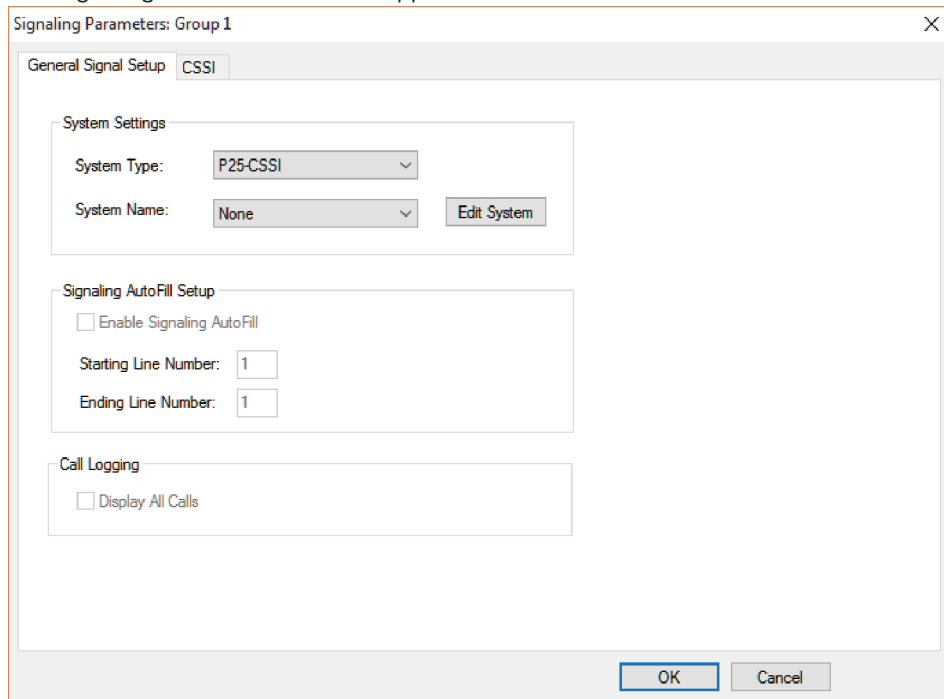 Signaling Parameters: Group 1
General Signal Setup CSSI
System Settings
System Type: P25-CSSI
System Name: None Edit System
Signaling AutoFill Setup
Enable Signaling AutoFill
Starting Line Number: 1
Ending Line Number: 1
Call Logging
Display All Calls
OK Cancel